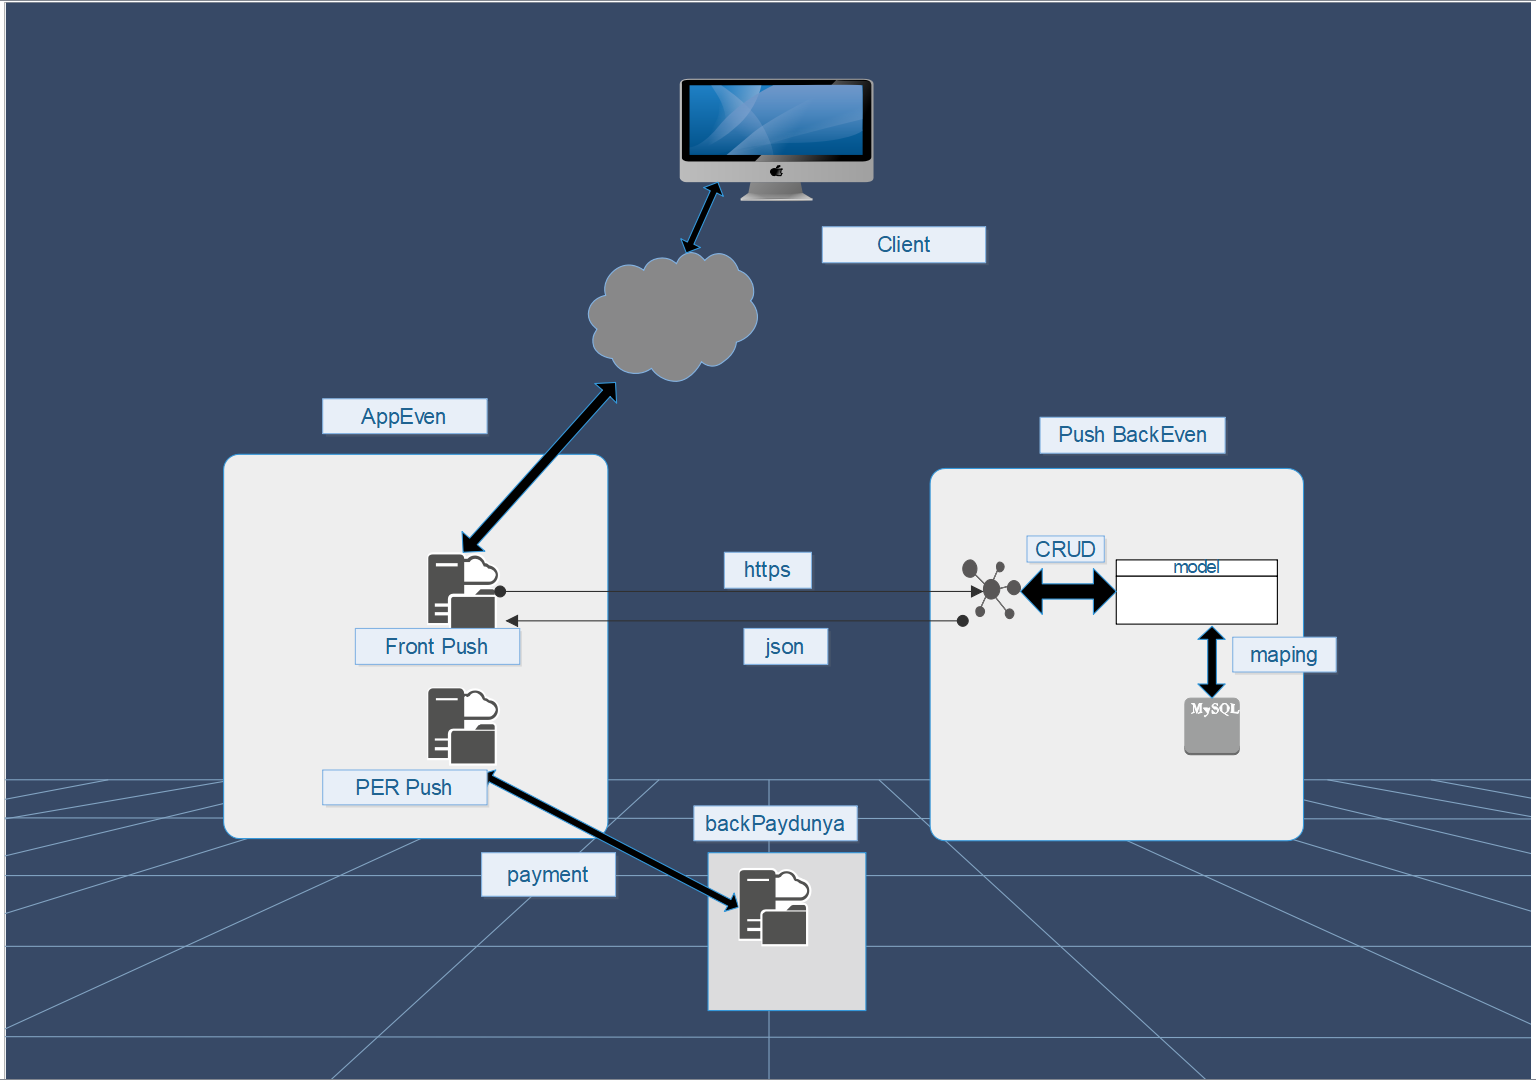 Client
AppEven
Push BackEven
https
CRUD
model
Front Push
json
maping
MySQL
PER Push
backPaydunya
payment